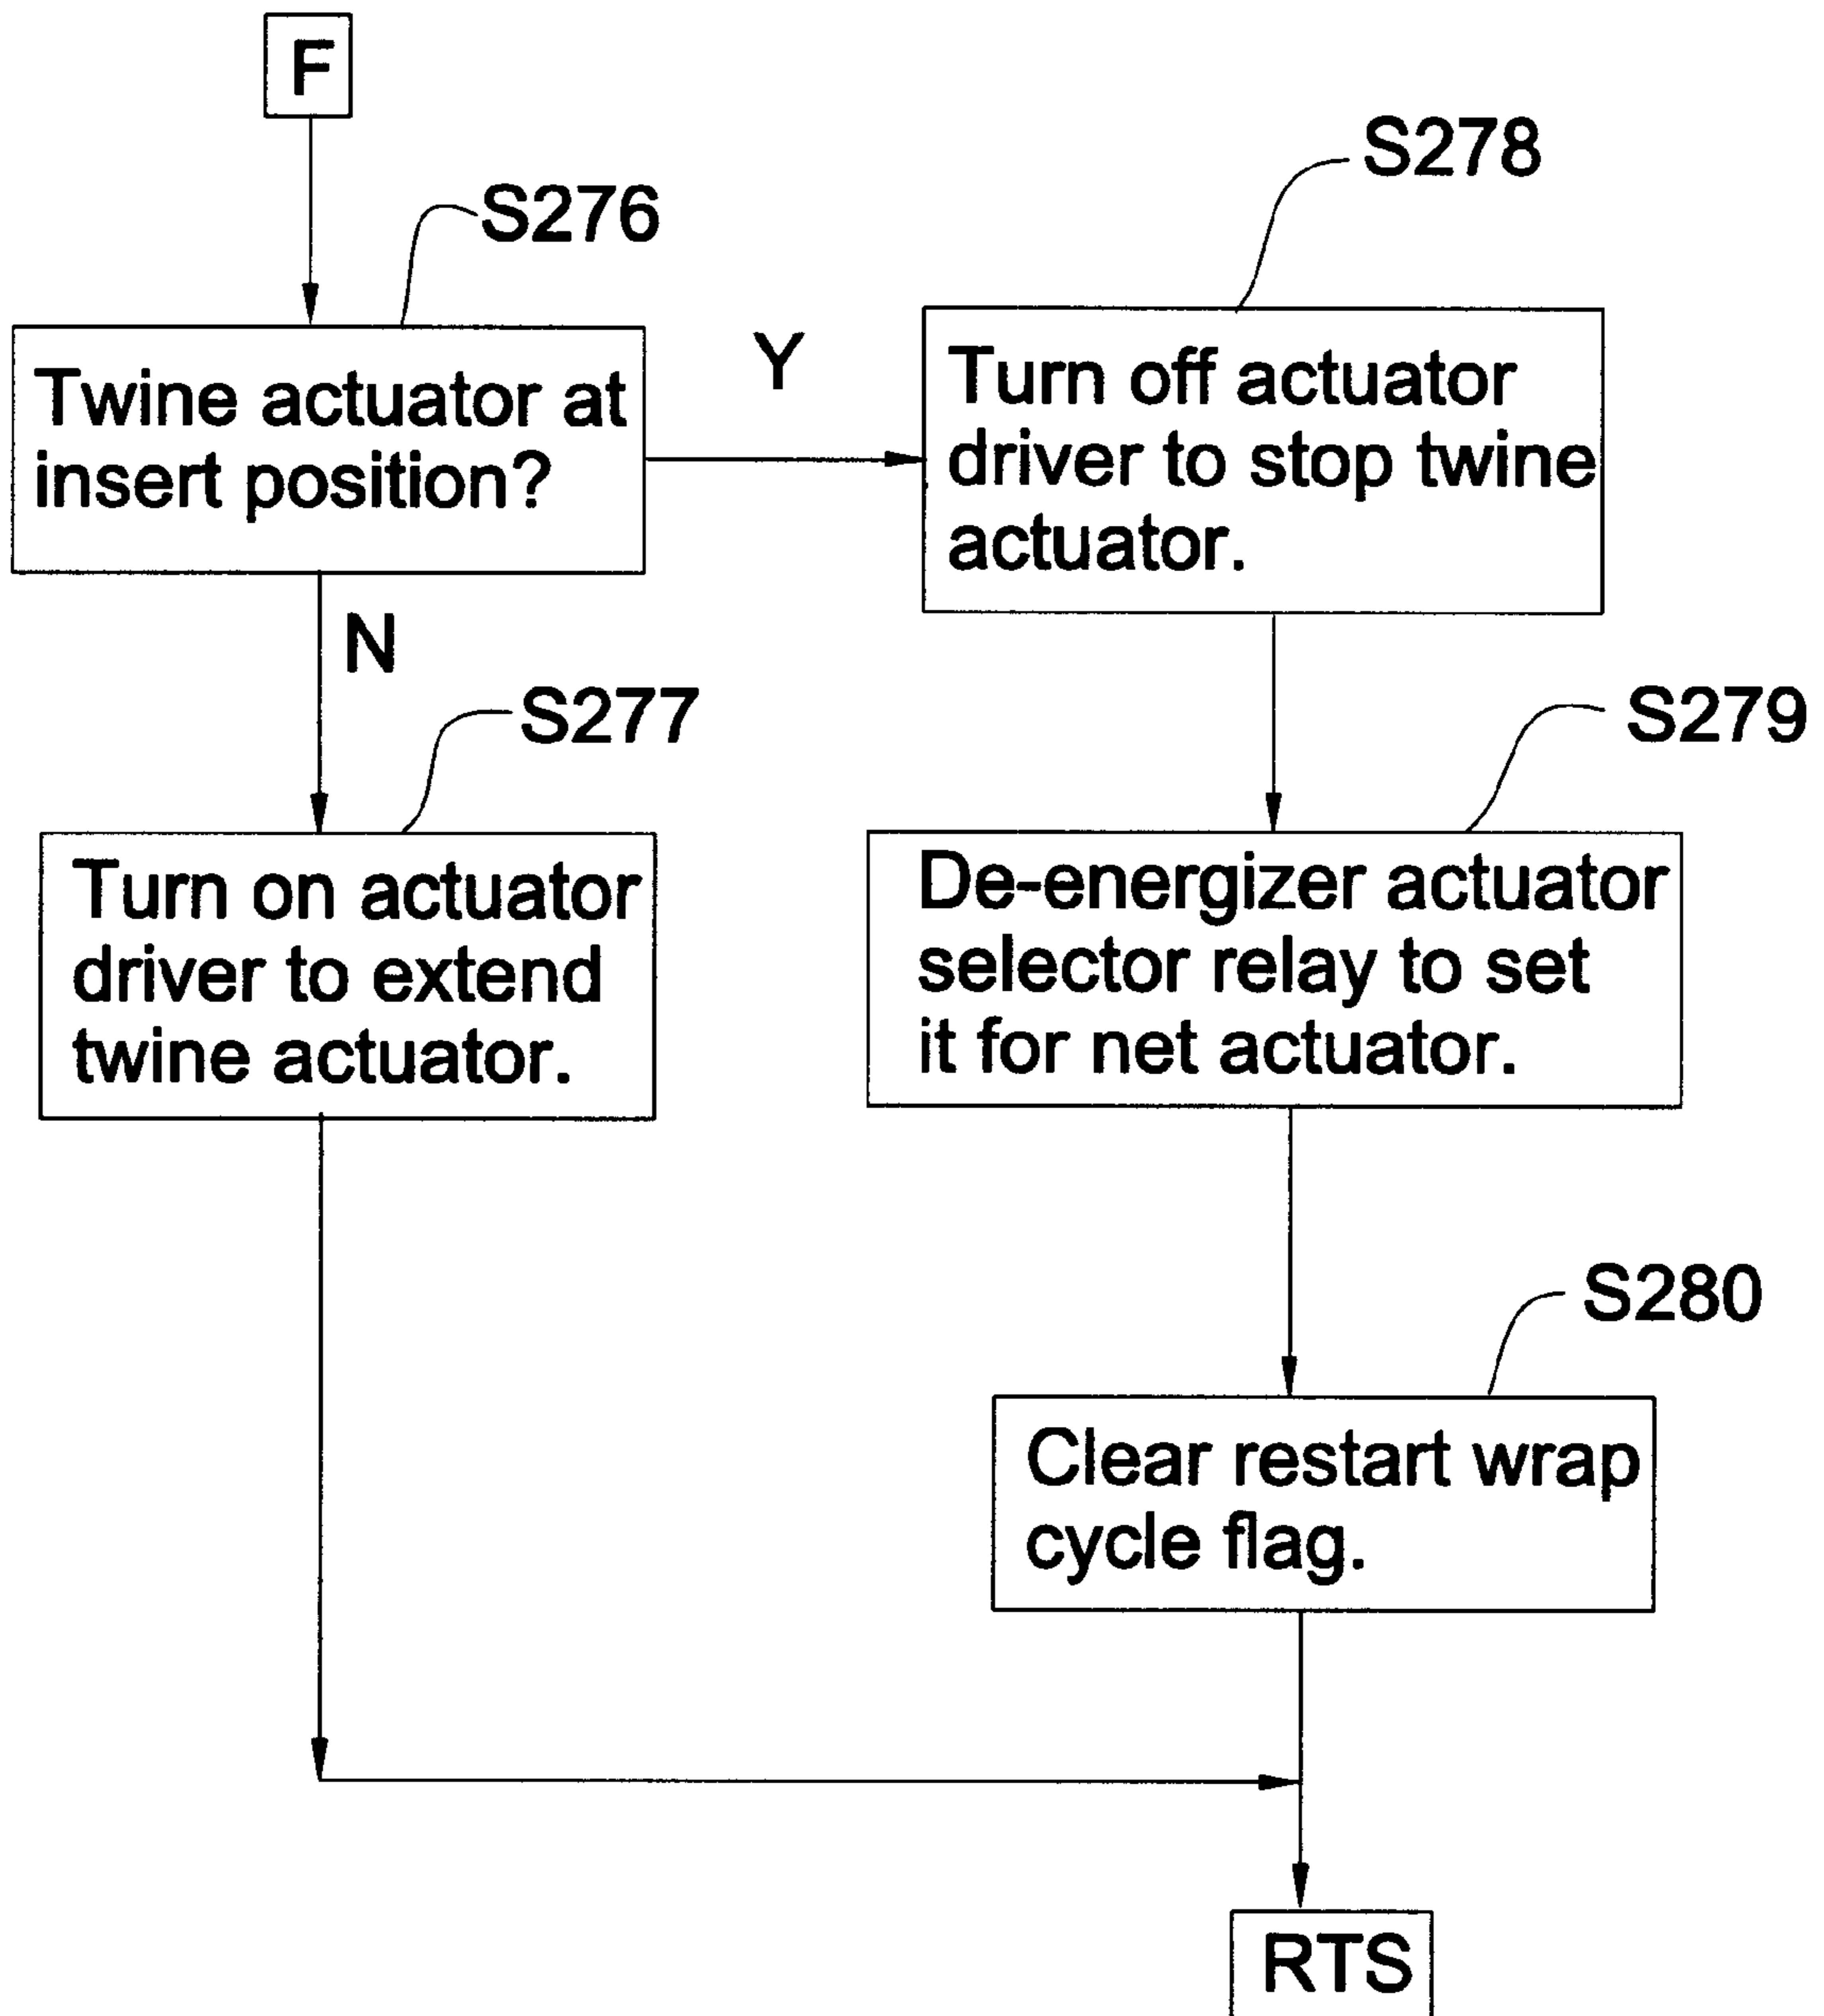 F
S276
Twine actuator at
insert position?
Y
S278
Turn off actuator
driver to stop twine
actuator.
N
S277
Turn on actuator
driver to extend
twine actuator.
S279
De-energizer actuator
selector relay to set
it for net actuator.
S280
Clear restart wrap
cycle flag.
RTS